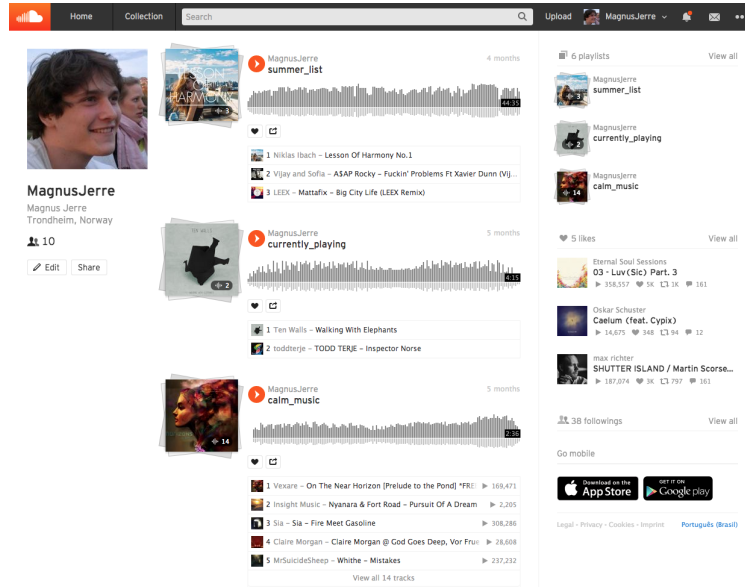 Home
Collection
Search
Upload
MagnusJerre
MagnusJerre
Magnus Jerre
Trondheim, Norway
10
Edit
Share
LESSON
OF
HARMONY
3
MagnusJerre
4 months
summer_list
44:35
1 Niklas Ibach – Lesson Of Harmony No.1
2 Vijay and Sofia – A$AP Rocky – Fuckin' Problems Ft Xavier Dunn (Vij...
3 LEEX – Mattafix – Big City Life (LEEX Remix)
TEN WALLS
2
MagnusJerre
5 months
currently_playing
4:15
1 Ten Walls – Walking With Elephants
2 toddterje – TODD TERJE – Inspector Norse
14
MagnusJerre
5 months
calm_music
2:36
1 Vexare – On The Near Horizon [Prelude to the Pond] *FREE 169,471
2 Insight Music – Nyanara & Fort Road - Pursuit Of A Dream 2,205
3 Sia – Sia - Fire Meet Gasoline 308,286
4 Claire Morgan – Claire Morgan @ God Goes Deep, Vor Frue 28,608
5 MrSuicideSheep – Whithe - Mistakes 237,232
View all 14 tracks
6 playlists
View all
MagnusJerre
summer_list
3
MagnusJerre
currently_playing
2
MagnusJerre
calm_music
14
5 likes
View all
Eternal Soul Sessions
03 - Luv(Sic) Part. 3
358,557 5K 1K 161
Oskar Schuster
Caelum (feat. Cypix)
14,675 348 94 12
max richter
SHUTTER ISLAND / Martin Scorse...
187,074 3K 797 161
38 followings
View all
Go mobile
Download on the
App Store
GET IT ON
Google play
Legal - Privacy - Cookies - Imprint
Português (Brasil)